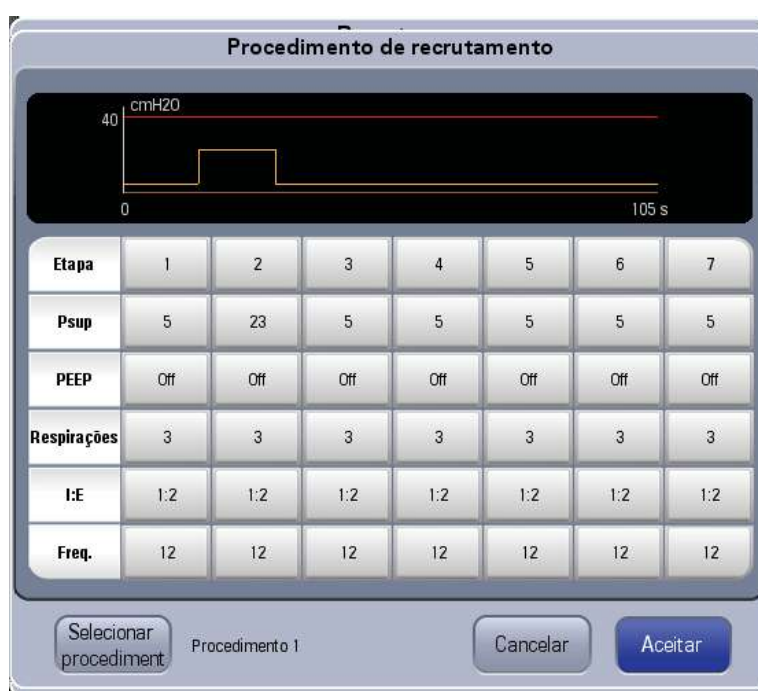 Procedimento de recrutamento
cmH20
40
0 105 s
Etapa 1 2 3 4 5 6 7
Psup 5 23 5 5 5 5 5
PEEP Off Off Off Off Off Off Off
Respirações 3 3 3 3 3 3 3
I:E 1:2 1:2 1:2 1:2 1:2 1:2 1:2
Freq. 12 12 12 12 12 12 12
Selecionar
procediment
Procedimento 1
Cancelar
Aceitar